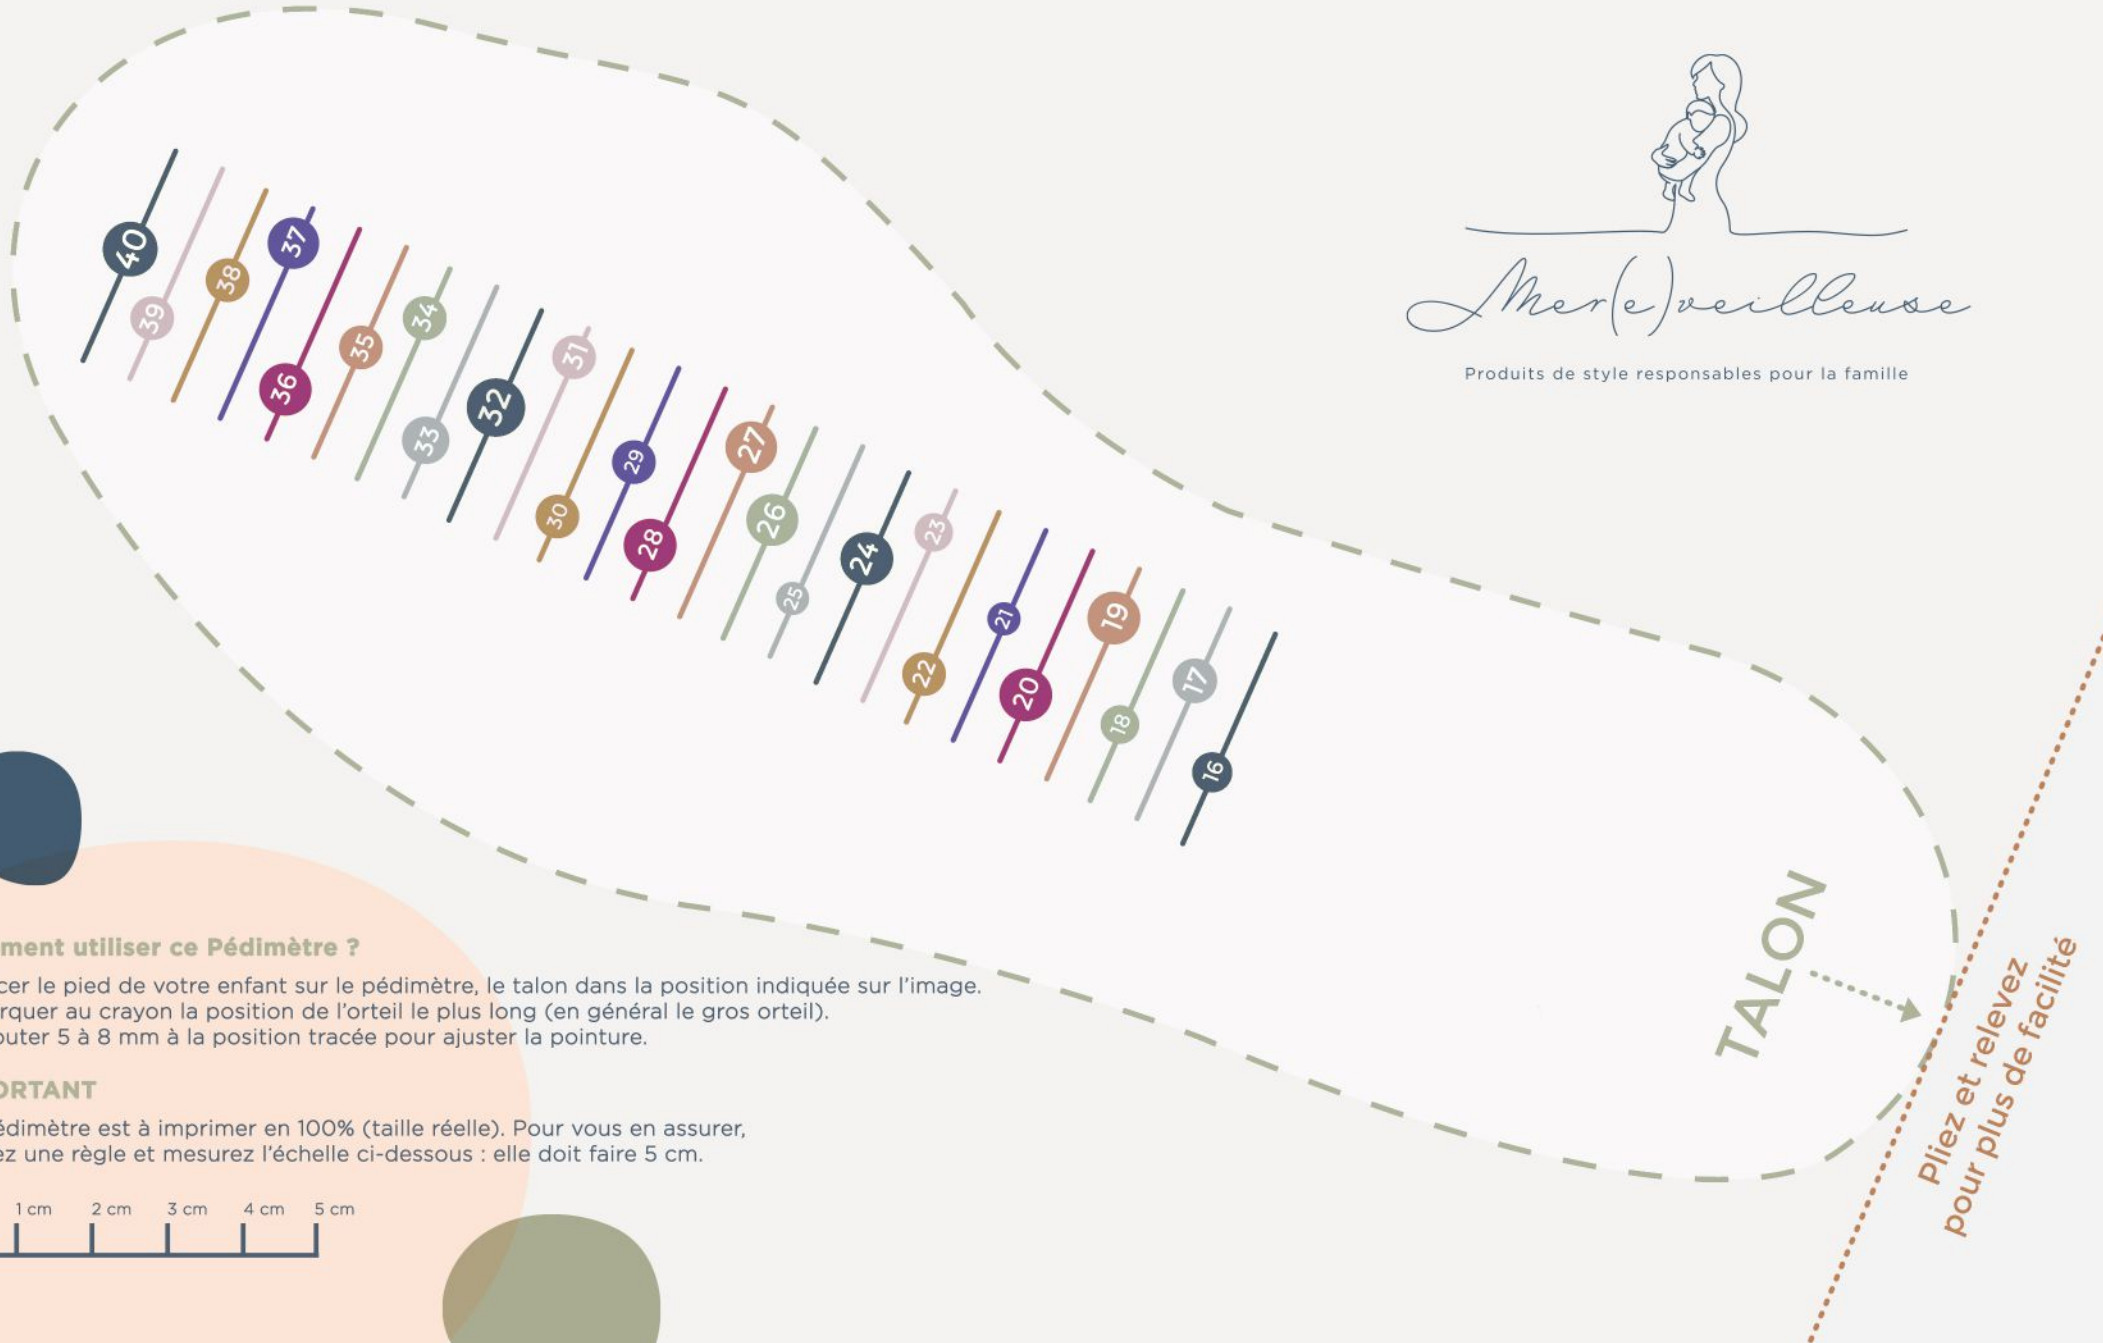 40
39
38
37
36
35
34
33
32
31
30
29
28
27
26
25
24
23
22
21
20
19
18
17
16
Mer(e)veilleuse
Produits de style responsables pour la famille
TALON
Pliez et relevez
pour plus de facilité
ment utiliser ce Pédimètre ?
cer le pied de votre enfant sur le pédimètre, le talon dans la position indiquée sur l'image.
rquer au crayon la position de l'orteil le plus long (en général le gros orteil).
outer 5 à 8 mm à la position tracée pour ajuster la pointure.
ORTANT
édimètre est à imprimer en 100% (taille réelle). Pour vous en assurer,
ez une règle et mesurez l'échelle ci-dessous : elle doit faire 5 cm.
1 cm 2 cm 3 cm 4 cm 5 cm